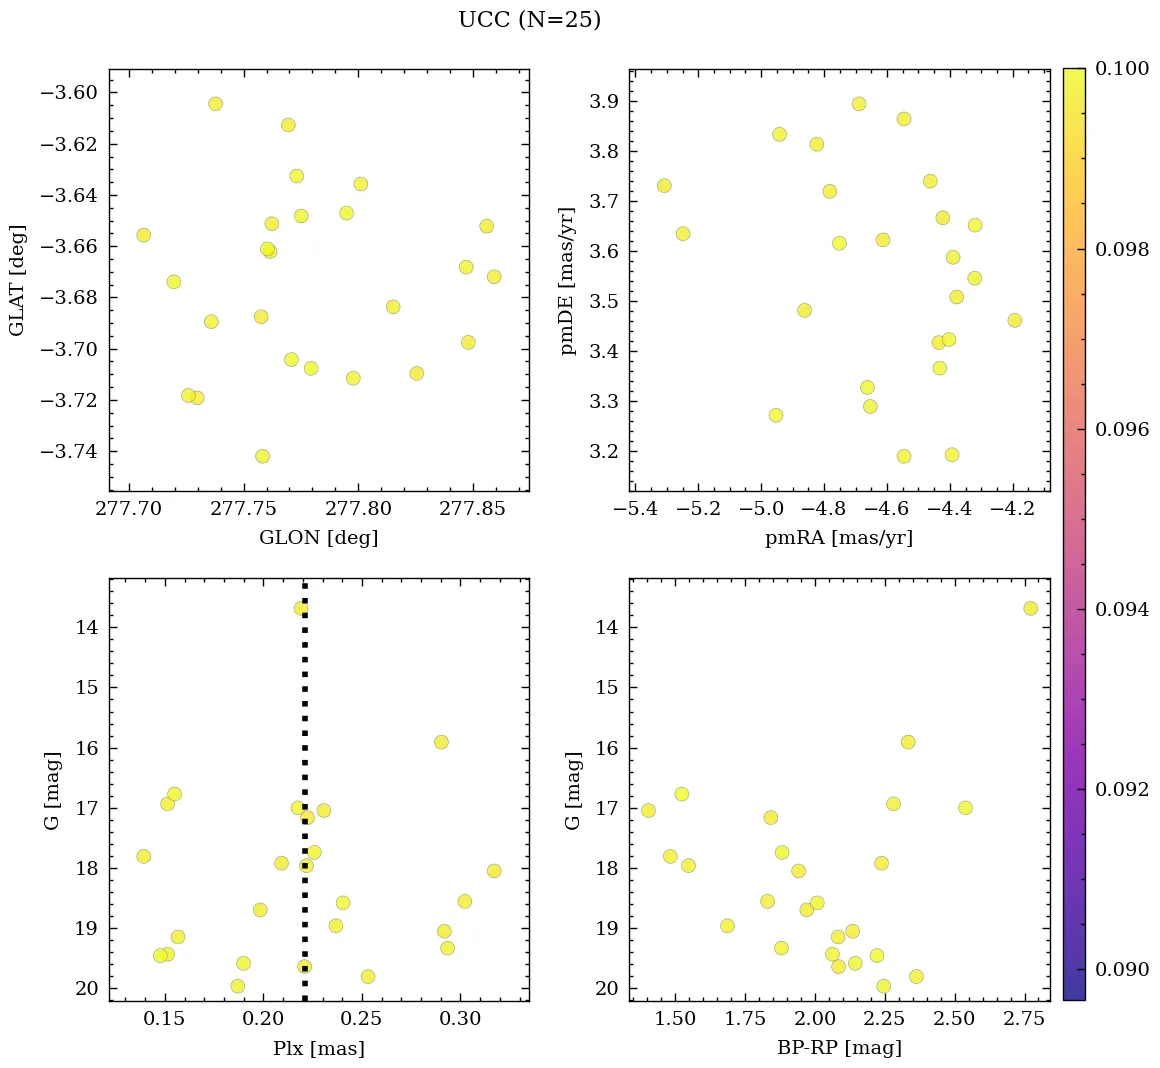 UCC (N=25)
−3.60
−3.62
−3.64
−3.66
−3.68
−3.70
−3.72
−3.74
GLAT [deg]
277.70 277.75 277.80 277.85
GLON [deg]
3.9
3.8
3.7
3.6
3.5
3.4
3.3
3.2
pmDE [mas/yr]
−5.4 −5.2 −5.0 −4.8 −4.6 −4.4 −4.2
pmRA [mas/yr]
14
15
16
17
18
19
20
G [mag]
0.15 0.20 0.25 0.30
Plx [mas]
14
15
16
17
18
19
20
G [mag]
1.50 1.75 2.00 2.25 2.50 2.75
BP-RP [mag]
0.100
0.098
0.096
0.094
0.092
0.090